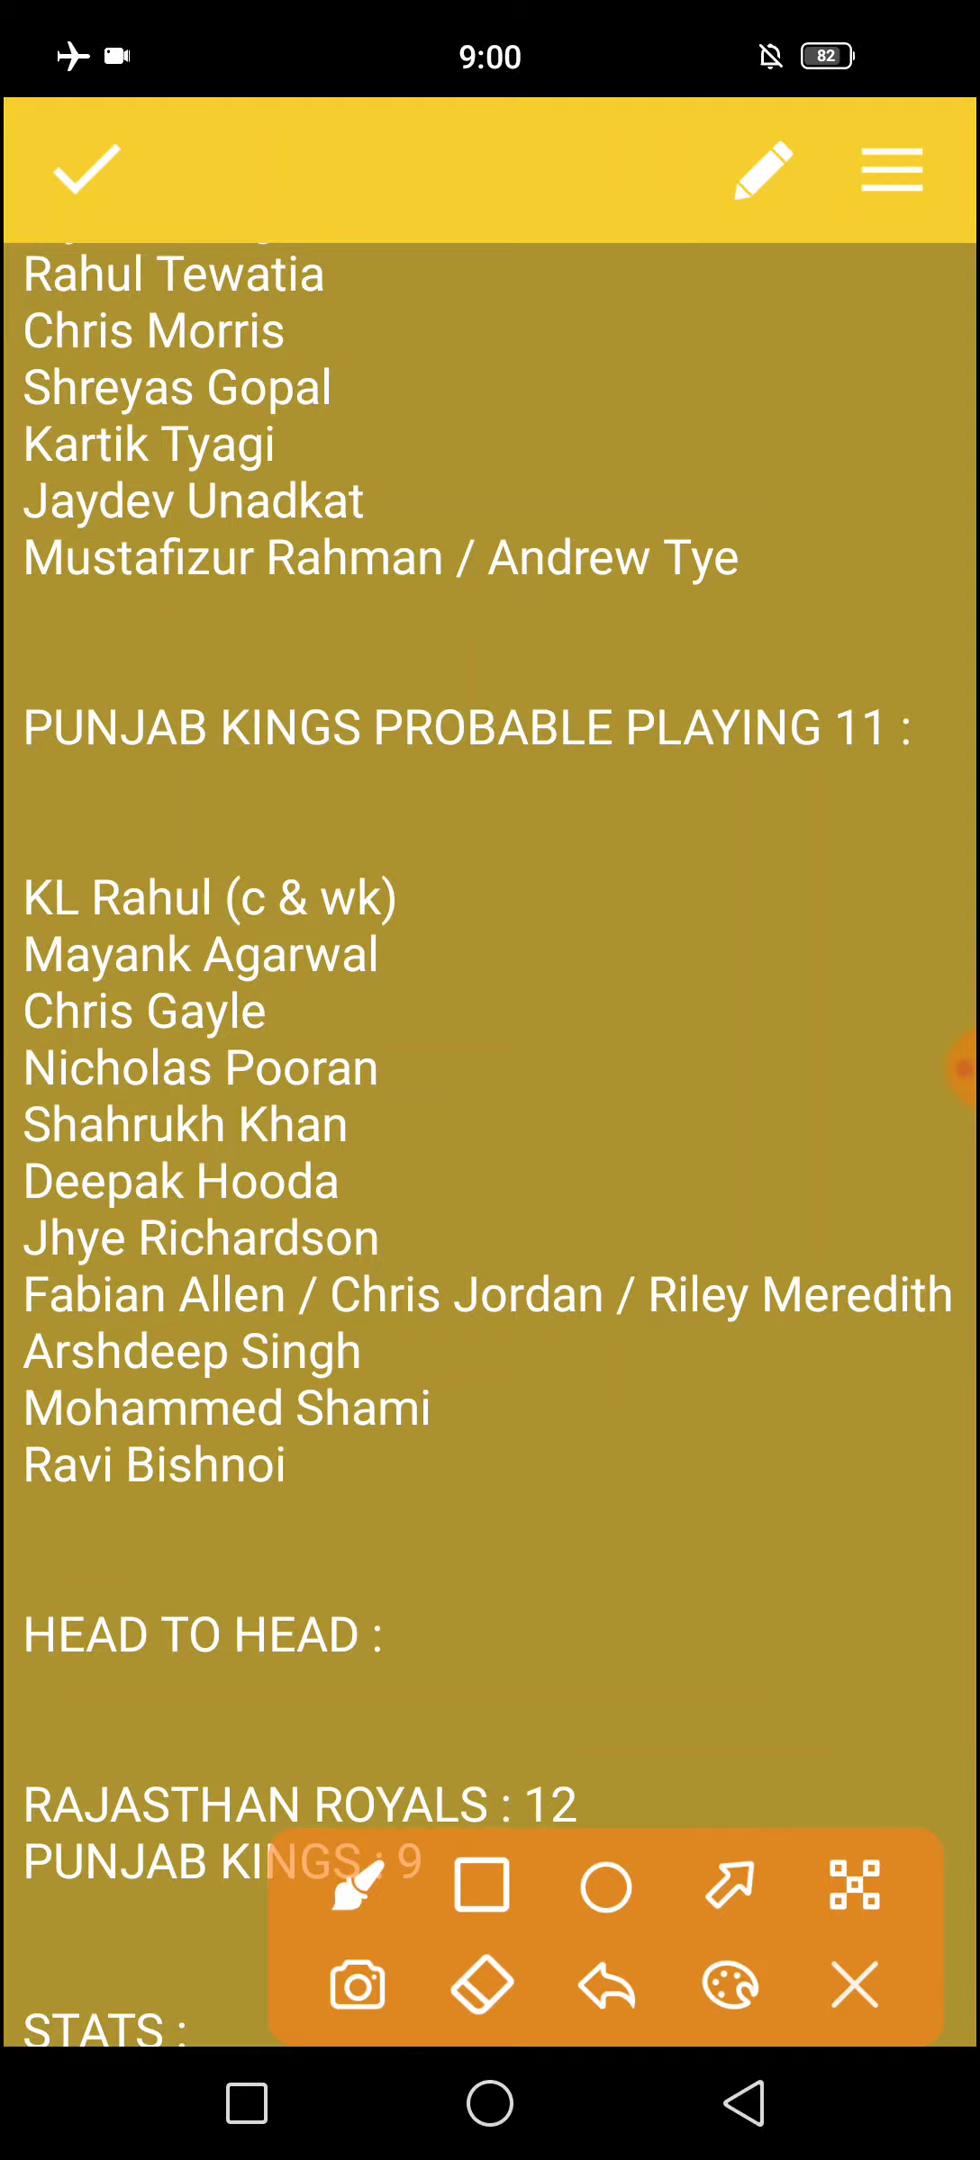 9:00
82
Rahul Tewatia
Chris Morris
Shreyas Gopal
Kartik Tyagi
Jaydev Unadkat
Mustafizur Rahman / Andrew Tye
PUNJAB KINGS PROBABLE PLAYING 11 :
KL Rahul (c & wk)
Mayank Agarwal
Chris Gayle
Nicholas Pooran
Shahrukh Khan
Deepak Hooda
Jhye Richardson
Fabian Allen / Chris Jordan / Riley Meredith
Arshdeep Singh
Mohammed Shami
Ravi Bishnoi
HEAD TO HEAD :
RAJASTHAN ROYALS : 12
PUNJAB KINGS : 9
STATS :